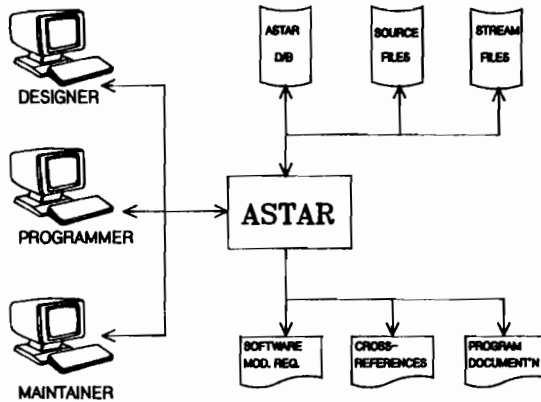 DESIGNER
PROGRAMMER
MAINTAINER
ASTAR
D/B
SOURCE
FILES
STREAM
FILES
ASTAR
SOFTWARE
MOD. REQ.
CROSS-
REFERENCES
PROGRAM
DOCUMENT'N